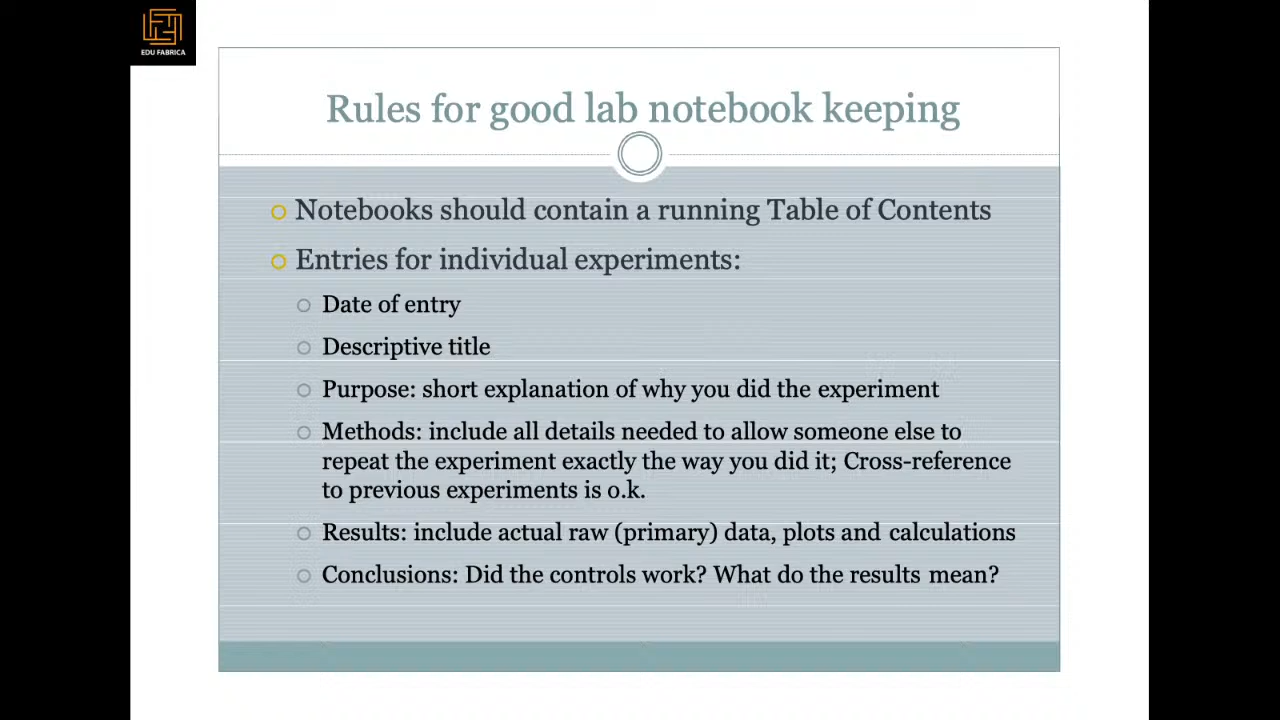 EDU FABRICA
Rules for good lab notebook keeping
Notebooks should contain a running Table of Contents
Entries for individual experiments:
Date of entry
Descriptive title
Purpose: short explanation of why you did the experiment
Methods: include all details needed to allow someone else to
repeat the experiment exactly the way you did it; Cross-reference
to previous experiments is o.k.
Results: include actual raw (primary) data, plots and calculations
Conclusions: Did the controls work? What do the results mean?